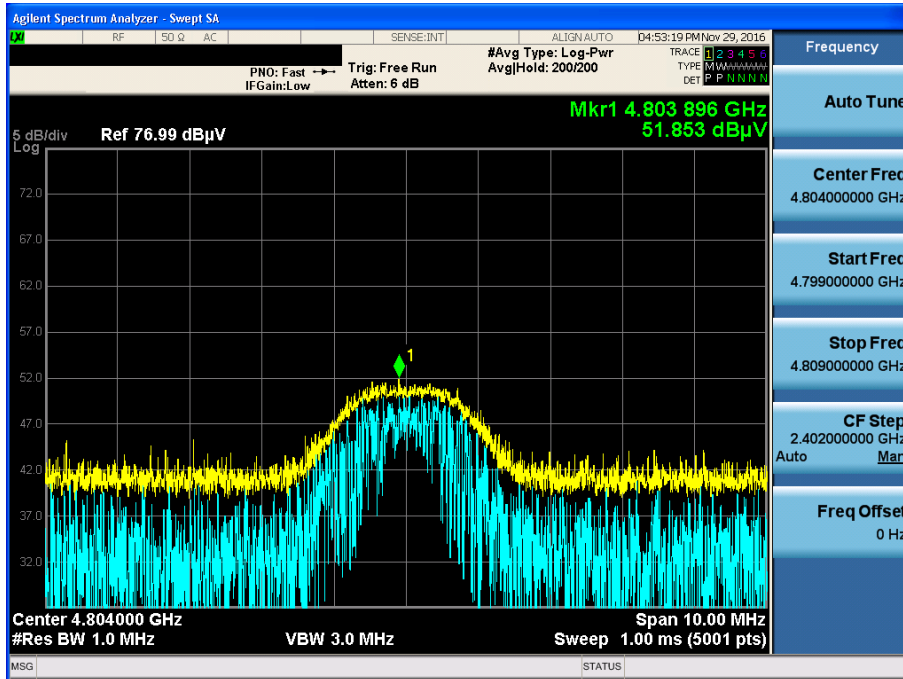 Agilent Spectrum Analyzer - Swept SA
LXI RF 50 Ω AC SENSE:INT ALIGN AUTO 04:53:19 PM Nov 29, 2016
PNO: Fast Trig: Free Run #Avg Type: Log-Pwr TRACE 1 2 3 4 5 6
IFGain:Low Atten: 6 dB Avg|Hold: 200/200 TYPE M WWWWW
DET P P N N N N
Mkr1 4.803 896 GHz
51.853 dBµV
5 dB/div Ref 76.99 dBµV
Log
72.0
67.0
62.0
57.0
1
52.0
47.0
42.0
37.0
32.0
Center 4.804000 GHz Span 10.00 MHz
#Res BW 1.0 MHz VBW 3.0 MHz Sweep 1.00 ms (5001 pts)
MSG STATUS
Frequency
Auto Tune
Center Freq
4.804000000 GHz
Start Freq
4.799000000 GHz
Stop Freq
4.809000000 GHz
CF Step
2.402000000 GHz
Auto Man
Freq Offset
0 Hz